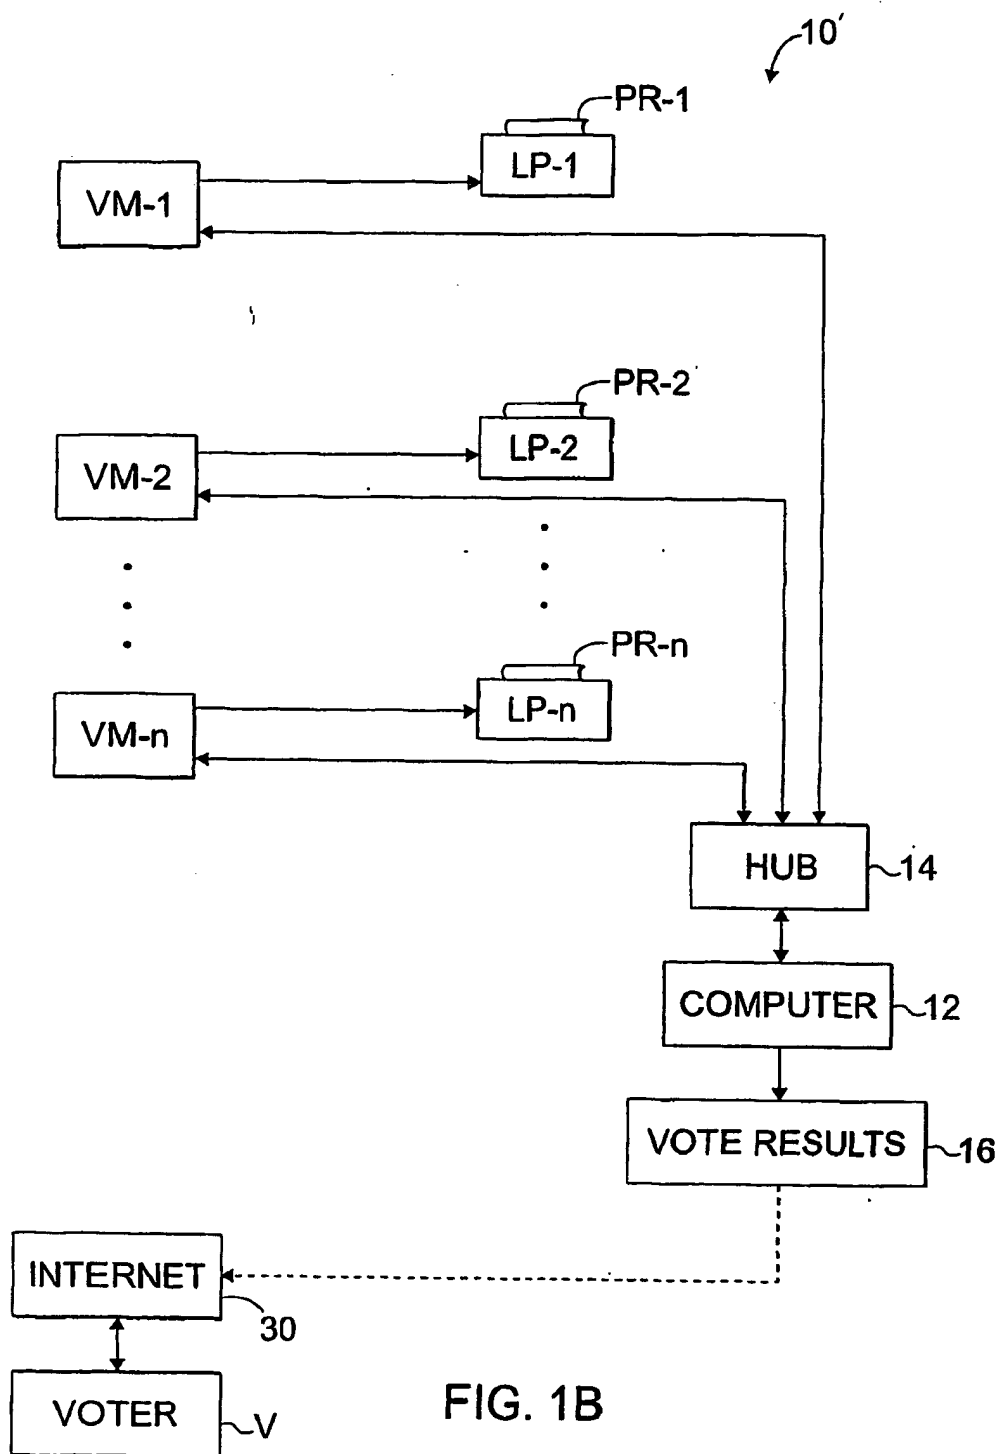 10'
PR-1
LP-1
VM-1
PR-2
LP-2
VM-2
PR-n
LP-n
VM-n
HUB
14
COMPUTER
12
VOTE RESULTS
16
INTERNET
30
VOTER
V
FIG. 1B